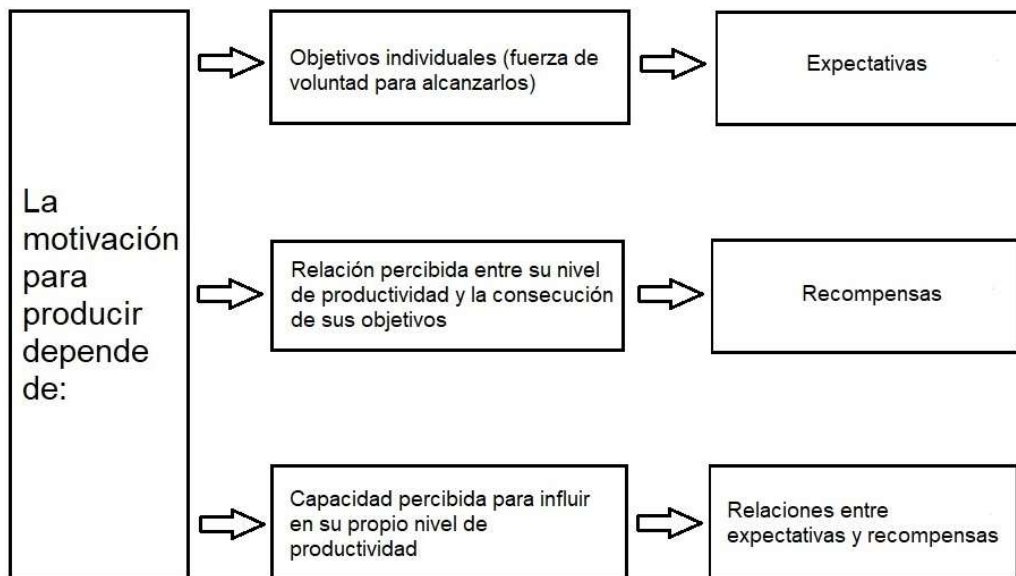 La
motivación
para
producir
depende
de:
Objetivos individuales (fuerza de
voluntad para alcanzarlos)
Expectativas
Relación percibida entre su nivel
de productividad y la consecución
de sus objetivos
Recompensas
Capacidad percibida para influir
en su propio nivel de
productividad
Relaciones entre
expectativas y recompensas